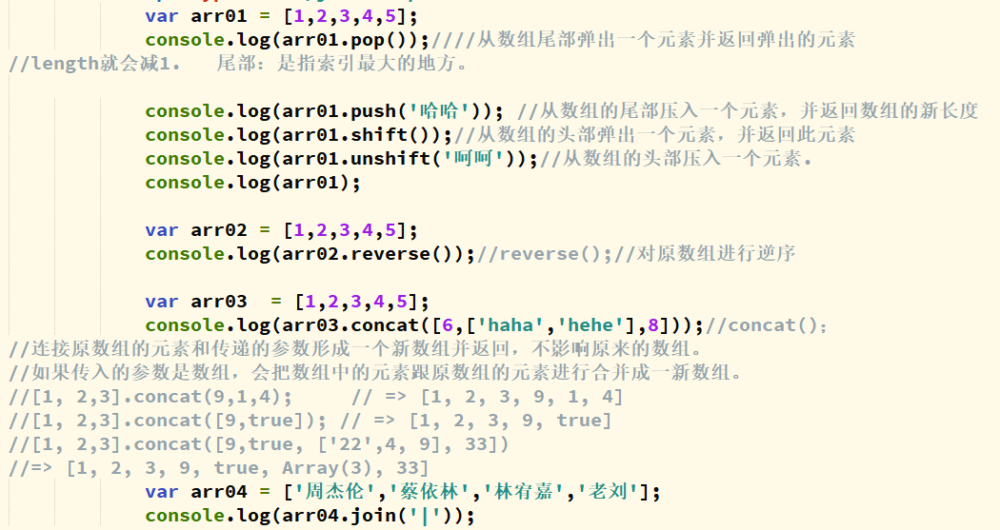 var arr01 = [1,2,3,4,5];
console.log(arr01.pop());////从数组尾部弹出一个元素并返回弹出的元素
//length就会减1.   尾部：是指索引最大的地方。
console.log(arr01.push('哈哈')); //从数组的尾部压入一个元素，并返回数组的新长度
console.log(arr01.shift());//从数组的头部弹出一个元素，并返回此元素
console.log(arr01.unshift('呵呵'));//从数组的头部压入一个元素.
console.log(arr01);
var arr02 = [1,2,3,4,5];
console.log(arr02.reverse());//reverse();//对原数组进行逆序
var arr03  = [1,2,3,4,5];
console.log(arr03.concat([6,['haha','hehe'],8]));//concat();
//连接原数组的元素和传递的参数形成一个新数组并返回，不影响原来的数组。
//如果传入的参数是数组，会把数组中的元素跟原数组的元素进行合并成一新数组。
//[1, 2,3].concat(9,1,4);     // => [1, 2, 3, 9, 1, 4]
//[1, 2,3].concat([9,true]); // => [1, 2, 3, 9, true]
//[1, 2,3].concat([9,true, ['22',4, 9], 33])
//=> [1, 2, 3, 9, true, Array(3), 33]
var arr04 = ['周杰伦','蔡依林','林宥嘉','老刘'];
console.log(arr04.join('|'));